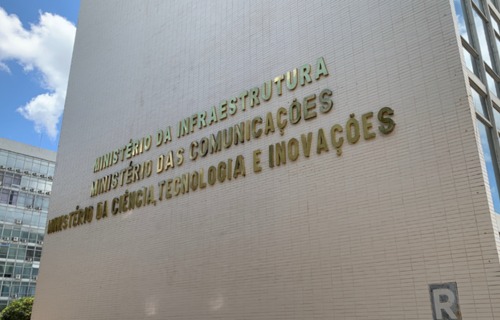 MINISTÉRIO DA INFRAESTRUTURA
MINISTÉRIO DAS COMUNICAÇÕES
MINISTÉRIO DA CIÊNCIA, TECNOLOGIA E INOVAÇÕES
R